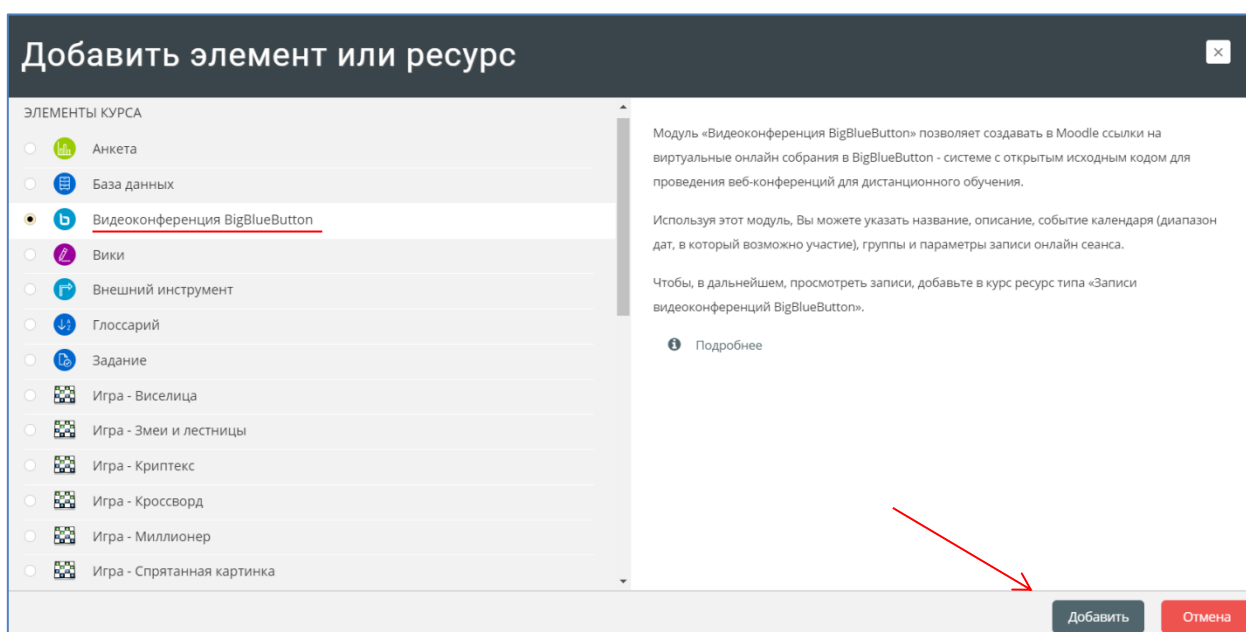 Добавить элемент или ресурс
ЭЛЕМЕНТЫ КУРСА
Анкета
База данных
Видеоконференция BigBlueButton
Вики
Внешний инструмент
Глоссарий
Задание
Игра - Виселица
Игра - Змеи и лестницы
Игра - Криптекс
Игра - Кроссворд
Игра - Миллионер
Игра - Спрятанная картинка
Модуль «Видеоконференция BigBlueButton» позволяет создавать в Moodle ссылки на
виртуальные онлайн собрания в BigBlueButton - системе с открытым исходным кодом для
проведения веб-конференций для дистанционного обучения.
Используя этот модуль, Вы можете указать название, описание, событие календаря (диапазон
дат, в который возможно участие), группы и параметры записи онлайн сеанса.
Чтобы, в дальнейшем, просмотреть записи, добавьте в курс ресурс типа «Записи
видеоконференций BigBlueButton».
Подробнее
Добавить
Отмена